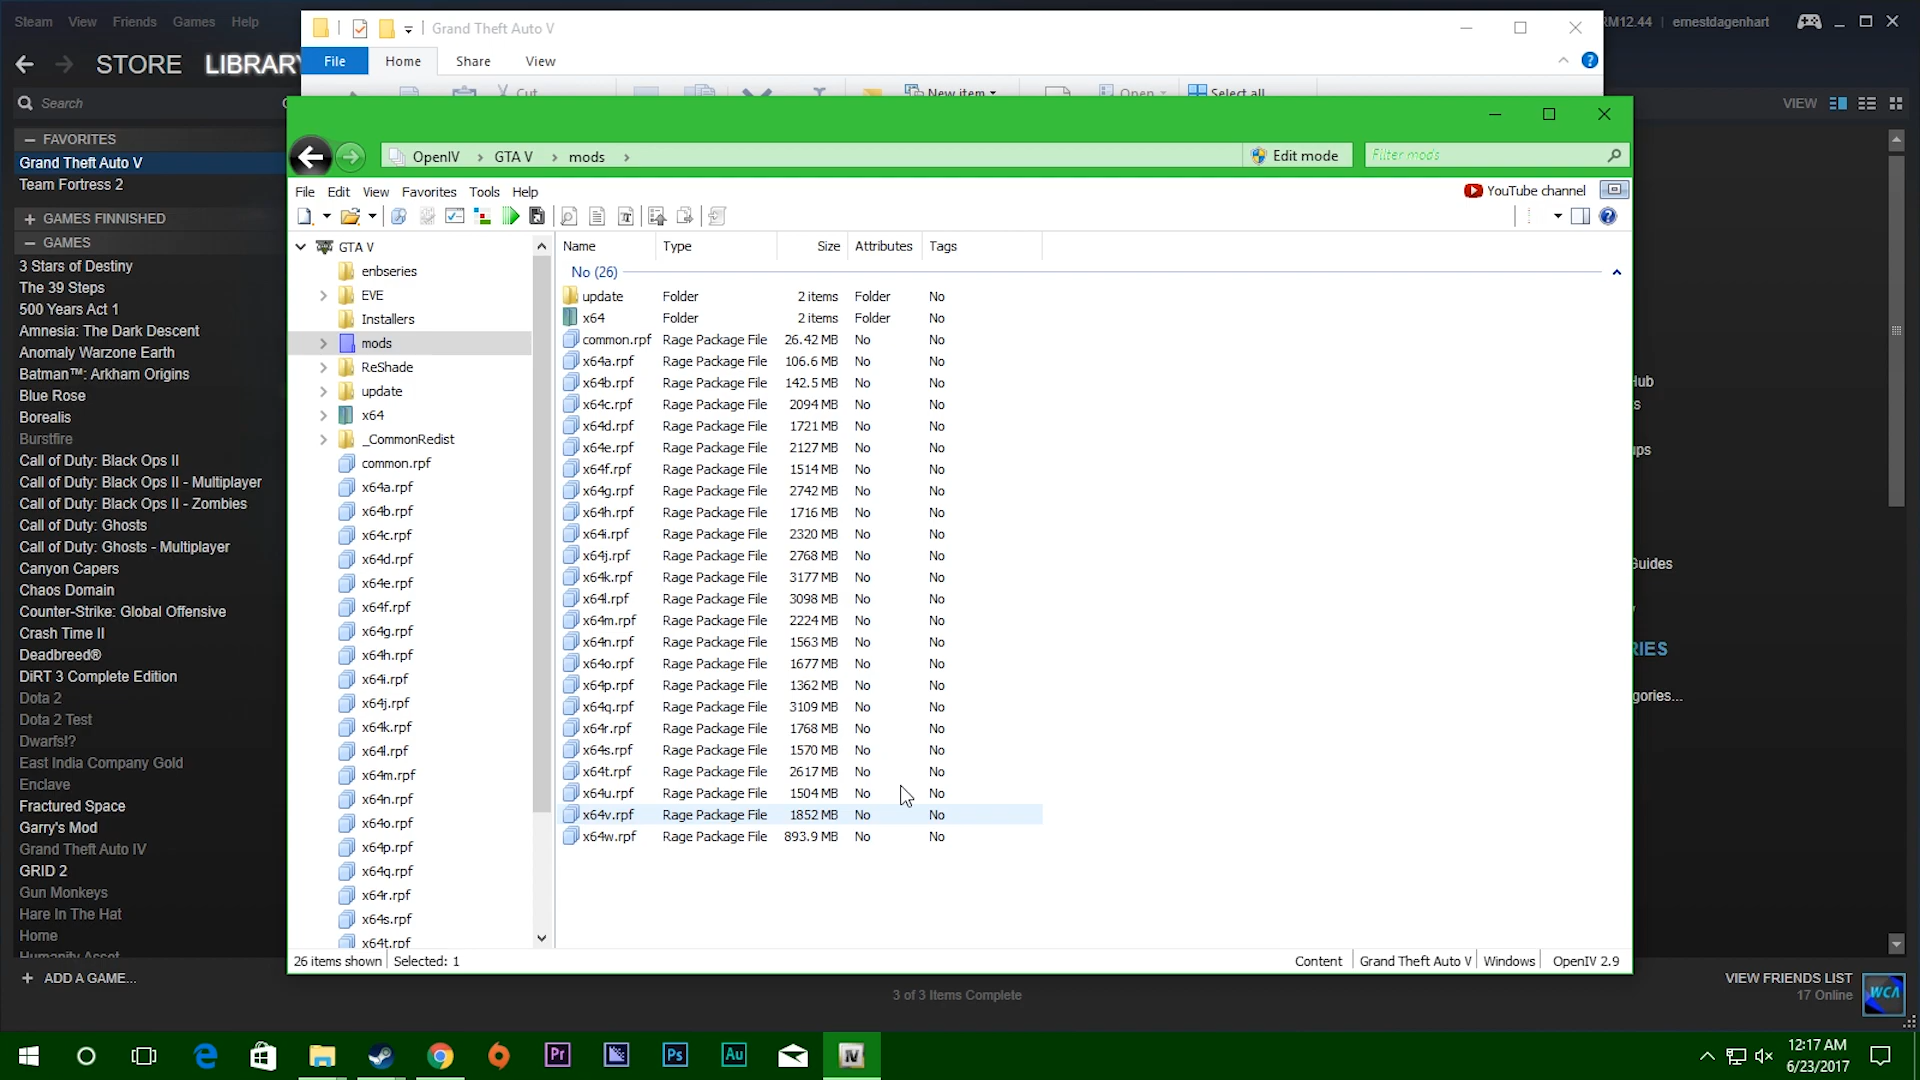 Steam View Friends Games Help
STORE LIBRARY
Search
FAVORITES
Grand Theft Auto V
Team Fortress 2
GAMES FINNISHED
GAMES
3 Stars of Destiny
The 39 Steps
500 Years Act 1
Amnesia: The Dark Descent
Anomaly Warzone Earth
Batman™: Arkham Origins
Blue Rose
Borealis
Burstfire
Call of Duty: Black Ops II
Call of Duty: Black Ops II - Multiplayer
Call of Duty: Black Ops II - Zombies
Call of Duty: Ghosts
Call of Duty: Ghosts - Multiplayer
Canyon Capers
Chaos Domain
Counter-Strike: Global Offensive
Crash Time II
Deadbreed®
DiRT 3 Complete Edition
Dota 2
Dota 2 Test
Dwarfs!?
East India Company Gold
Enclave
Fractured Space
Garry's Mod
Grand Theft Auto IV
GRID 2
Gun Monkeys
Hare In The Hat
Home
Humanity Asset
+ ADD A GAME...
Grand Theft Auto V
File Home Share View
Cut New item Open Select all
RM12.44 ernestdagenhart
VIEW
OpenIV GTA V mods
Edit mode
Filter mods
File Edit View Favorites Tools Help
YouTube channel
GTA V
enbseries
EVE
Installers
mods
ReShade
update
x64
_CommonRedist
common.rpf
x64a.rpf
x64b.rpf
x64c.rpf
x64d.rpf
x64e.rpf
x64f.rpf
x64g.rpf
x64h.rpf
x64i.rpf
x64j.rpf
x64k.rpf
x64l.rpf
x64m.rpf
x64n.rpf
x64o.rpf
x64p.rpf
x64q.rpf
x64r.rpf
x64s.rpf
x64t.rpf
Name Type Size Attributes Tags
No (26)
update Folder 2 items Folder No
x64 Folder 2 items Folder No
common.rpf Rage Package File 26.42 MB No No
x64a.rpf Rage Package File 106.6 MB No No
x64b.rpf Rage Package File 142.5 MB No No
x64c.rpf Rage Package File 2094 MB No No
x64d.rpf Rage Package File 1721 MB No No
x64e.rpf Rage Package File 2127 MB No No
x64f.rpf Rage Package File 1514 MB No No
x64g.rpf Rage Package File 2742 MB No No
x64h.rpf Rage Package File 1716 MB No No
x64i.rpf Rage Package File 2320 MB No No
x64j.rpf Rage Package File 2768 MB No No
x64k.rpf Rage Package File 3177 MB No No
x64l.rpf Rage Package File 3098 MB No No
x64m.rpf Rage Package File 2224 MB No No
x64n.rpf Rage Package File 1563 MB No No
x64o.rpf Rage Package File 1677 MB No No
x64p.rpf Rage Package File 1362 MB No No
x64q.rpf Rage Package File 3109 MB No No
x64r.rpf Rage Package File 1768 MB No No
x64s.rpf Rage Package File 1570 MB No No
x64t.rpf Rage Package File 2617 MB No No
x64u.rpf Rage Package File 1504 MB No No
x64v.rpf Rage Package File 1852 MB No No
x64w.rpf Rage Package File 893.9 MB No No
26 items shown Selected: 1
Content Grand Theft Auto V Windows OpenIV 2.9
uides
RIES
gories...
3 of 3 Items Complete
VIEW FRIENDS LIST
17 Online
WCA
Pr Ps Au IV
12:17 AM
6/23/2017